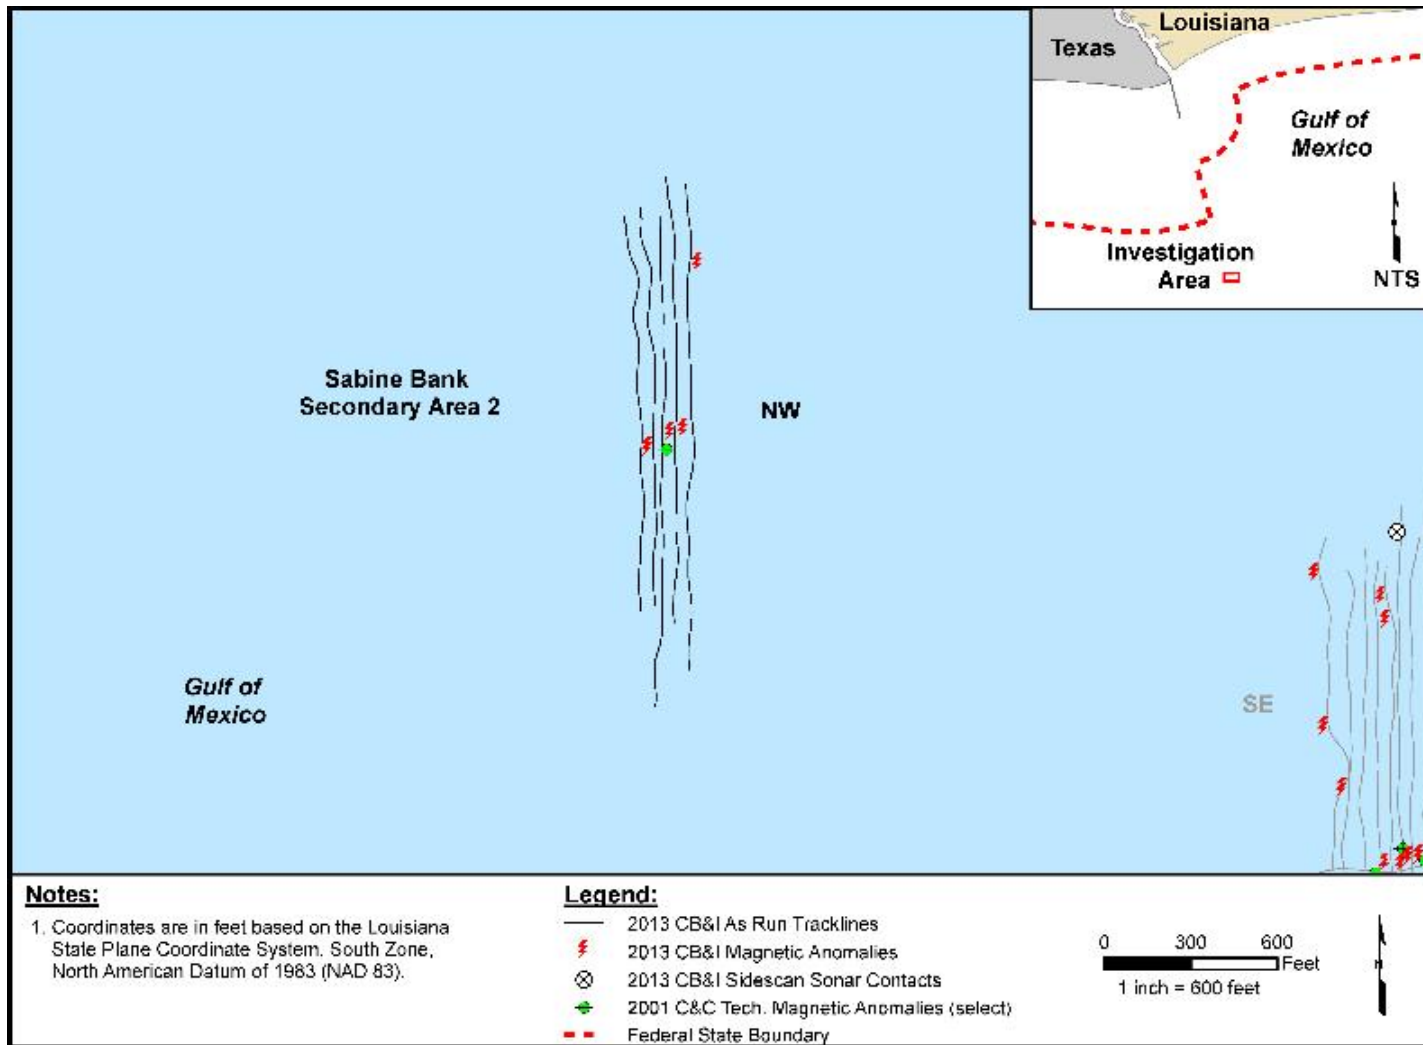 Louisiana
Texas
Gulf of
Mexico
Investigation
Area
NTS
Sabine Bank
Secondary Area 2
NW
Gulf of
Mexico
SE
Notes:
1. Coordinates are in feet based on the Louisiana
State Plane Coordinate System. South Zone,
North American Datum of 1983 (NAD 83).
Legend:
2013 CB&I As Run Tracklines
2013 CB&I Magnetic Anomalies
2013 CB&I Sidescan Sonar Contacts
2001 C&C Tech. Magnetic Anomalies (select)
Federal State Boundary
0 300 600
Feet
1 inch = 600 feet
N